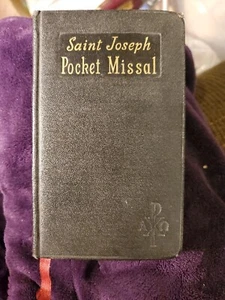 Saint Joseph
Pocket Missal
Α Ω